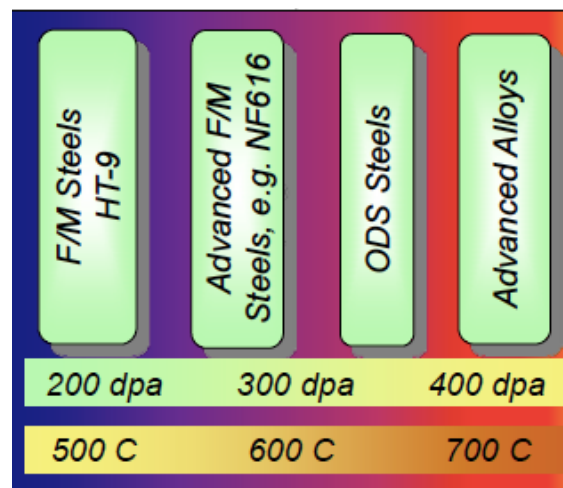 F/M Steels
HT-9
Advanced F/M
Steels, e.g. NF616
ODS Steels
Advanced Alloys
200 dpa 300 dpa 400 dpa
500 C 600 C 700 C